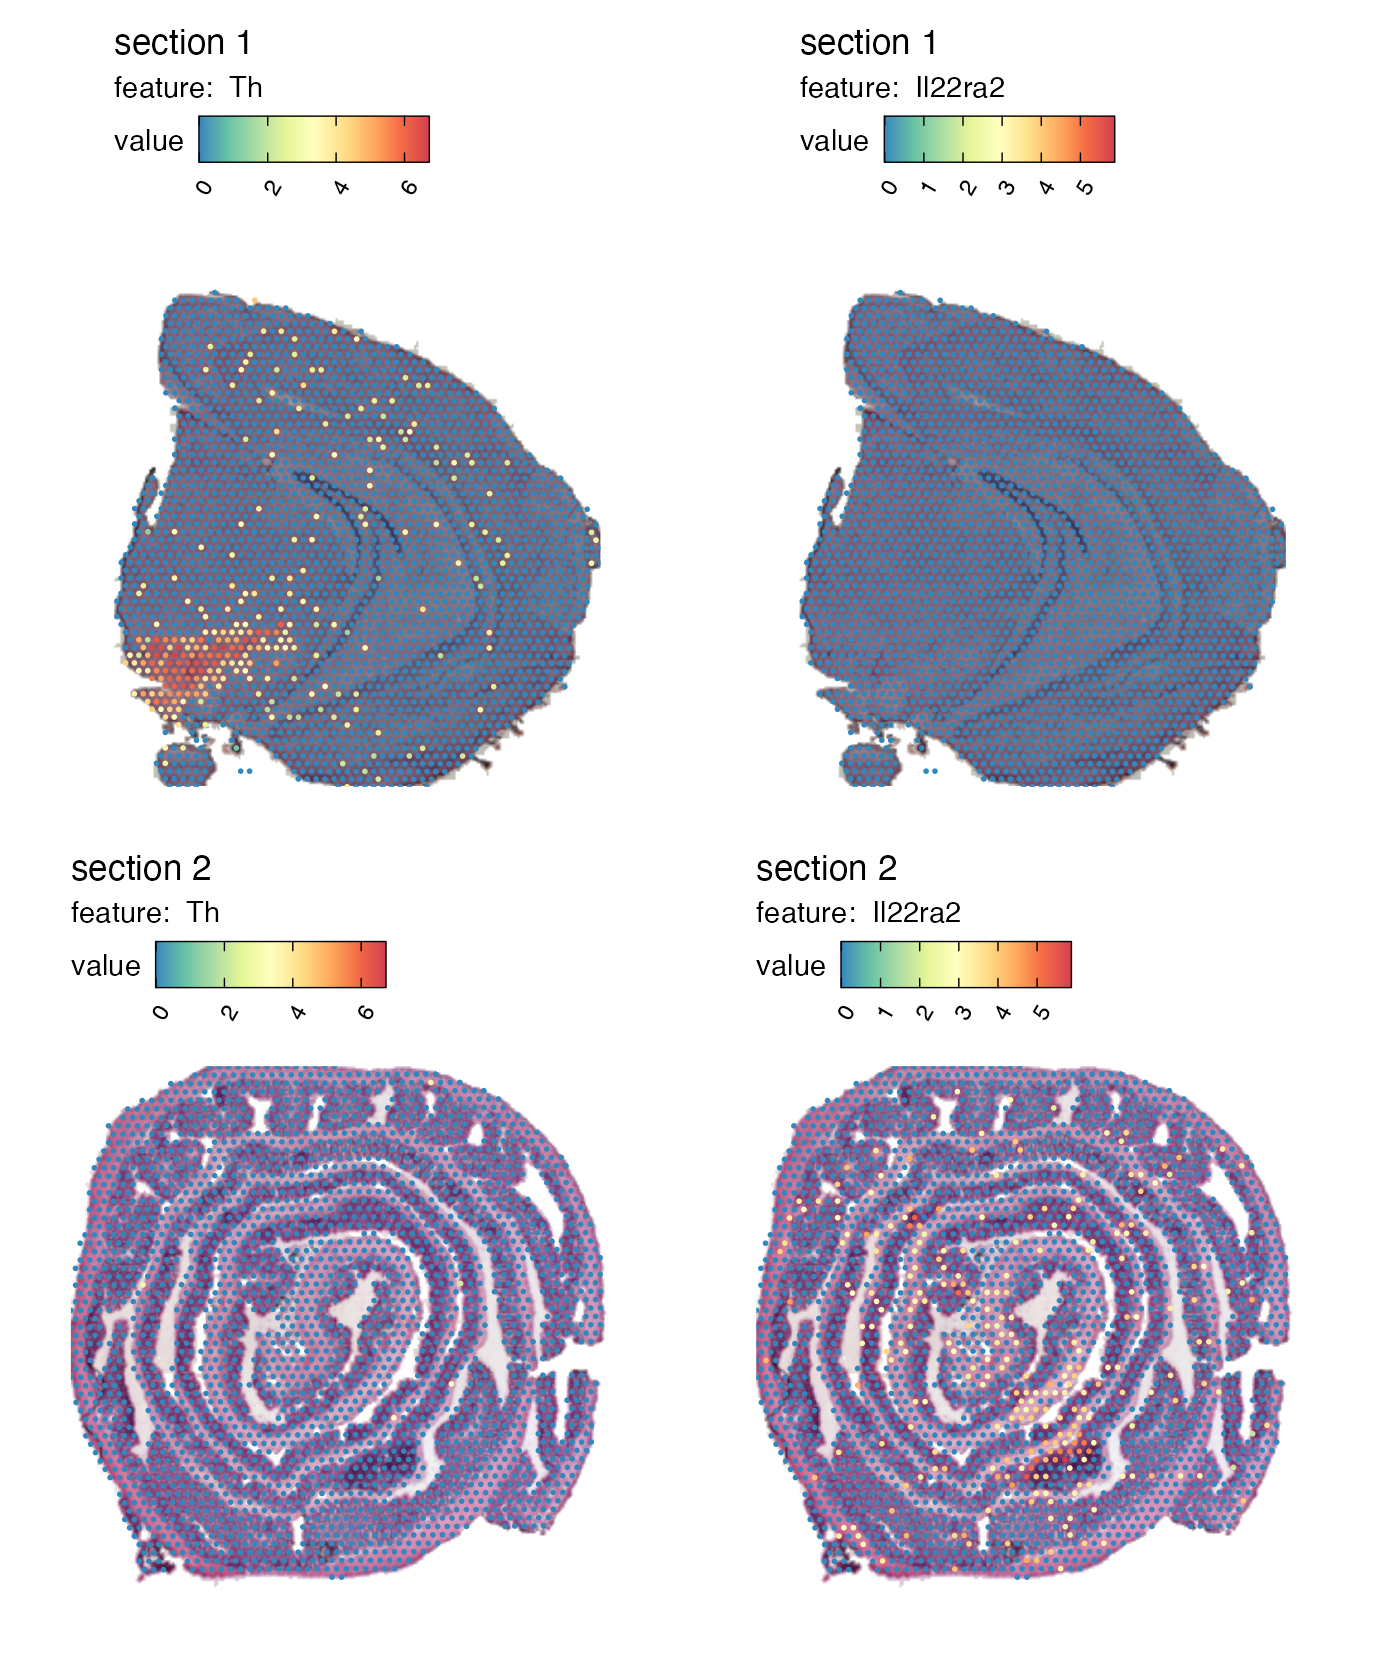 section 1
feature: Th
value
0 2 4 6
section 1
feature: Il22ra2
value
0 1 2 3 4 5
section 2
feature: Th
value
0 2 4 6
section 2
feature: Il22ra2
value
0 1 2 3 4 5